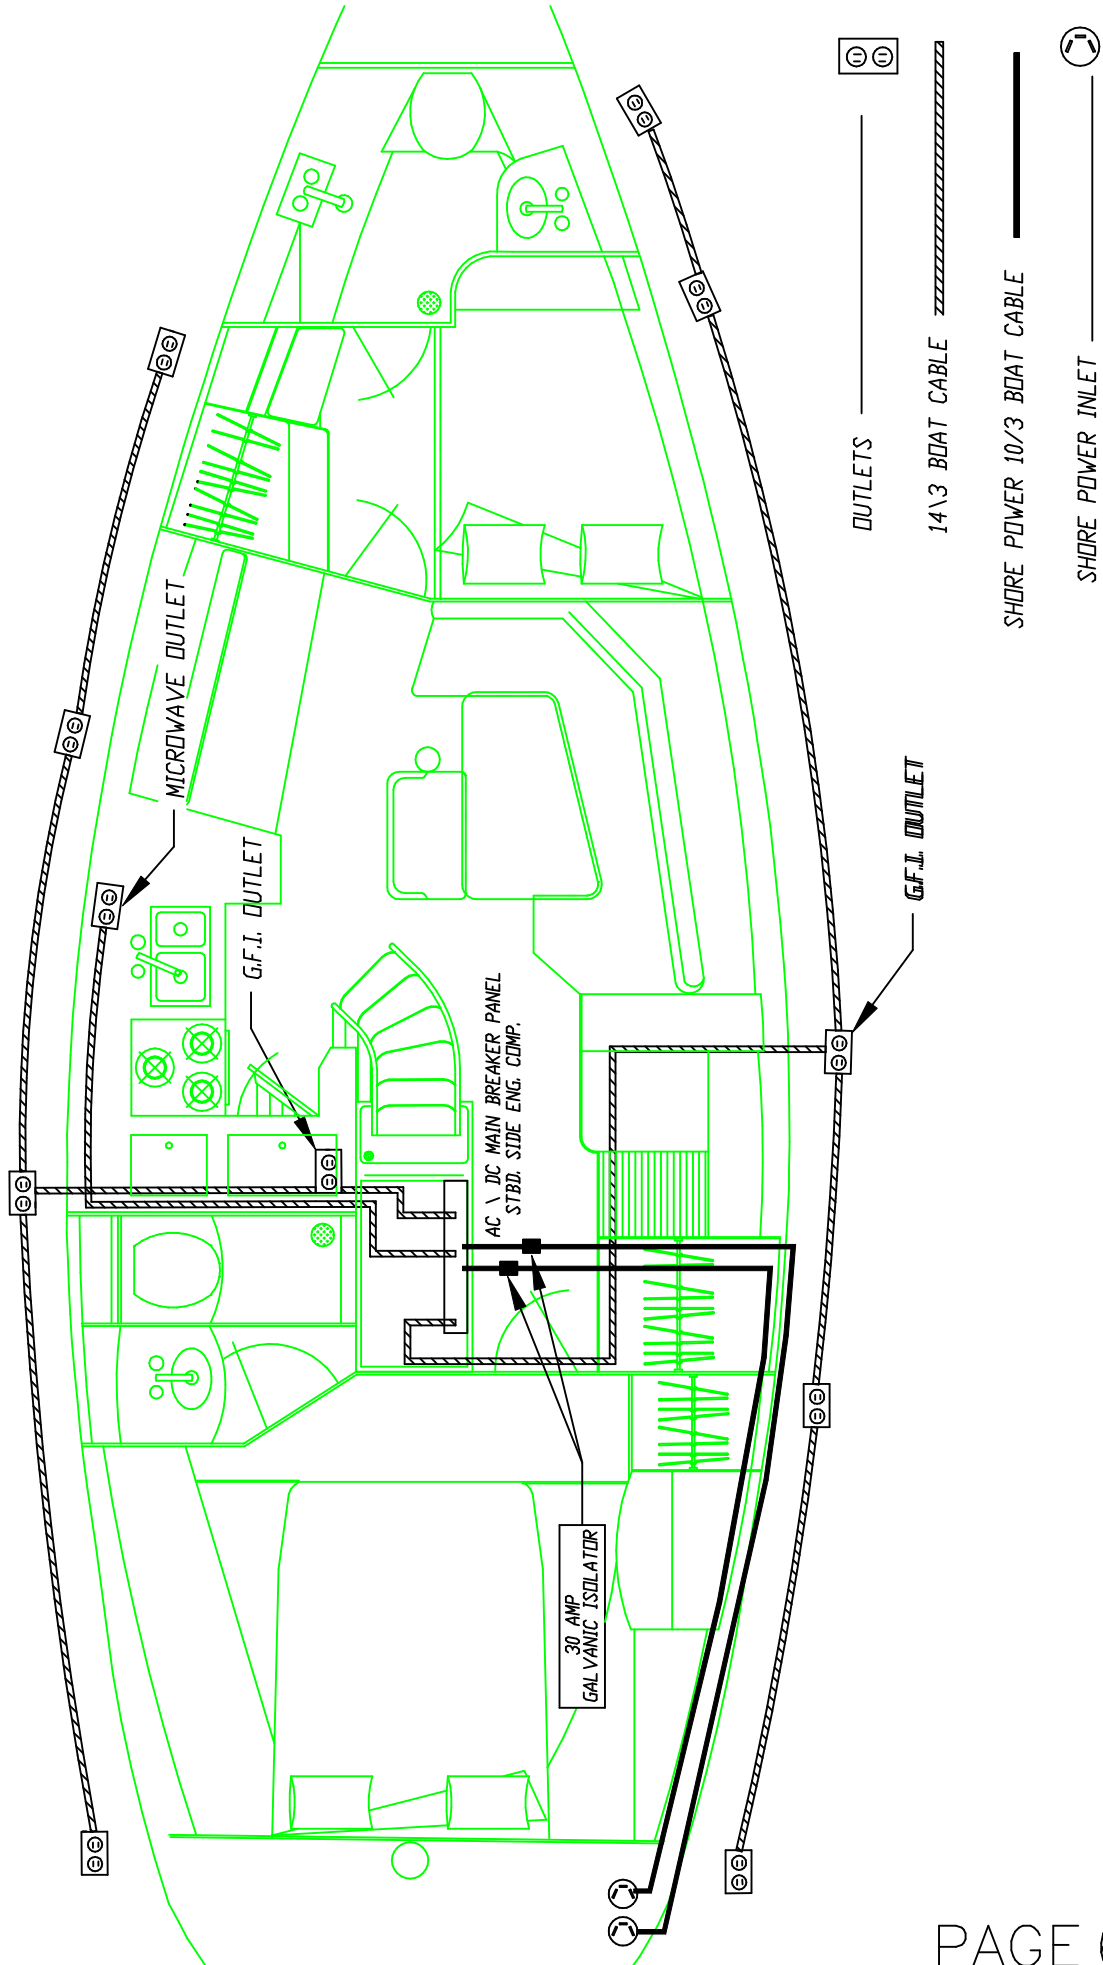 OUTLETS
14\3 BOAT CABLE
SHORE POWER 10/3 BOAT CABLE
SHORE POWER INLET
MICROWAVE OUTLET
G.F.I. OUTLET
AC \ DC MAIN BREAKER PANEL
STBD. SIDE ENG. COMP.
G.F.I. OUTLET
30 AMP
GALVANIC ISOLATOR
PAGE